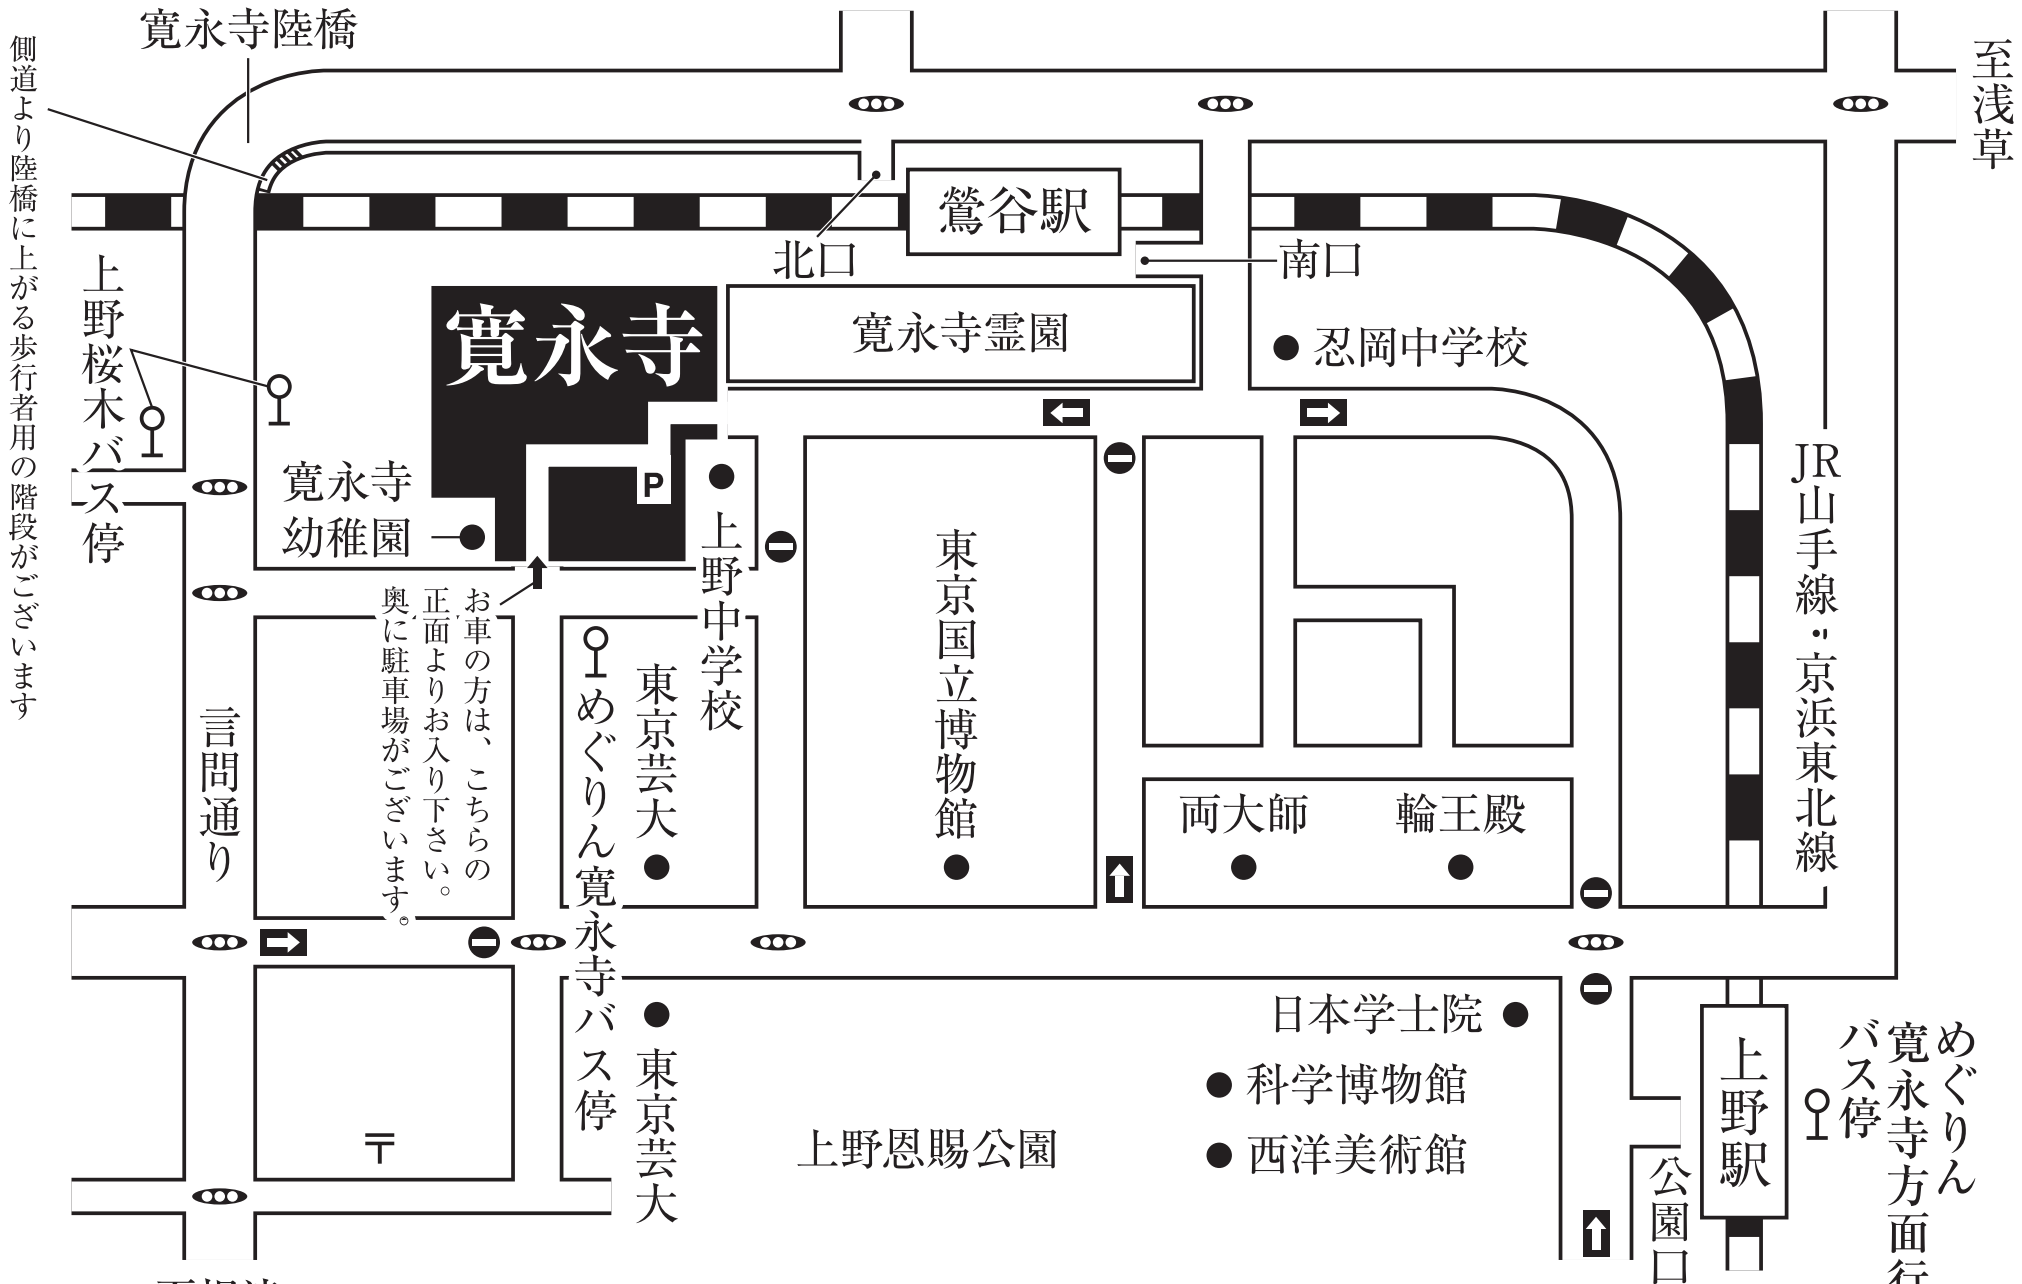 寛永寺陸橋
至浅草
側道より陸橋に上がる歩行者用の階段がございます
鶯谷駅
北口
南口
上野桜木バス停
寛永寺
寛永寺霊園
忍岡中学校
寛永寺
幼稚園
P
上野中学校
JR山手線・京浜東北線
東京国立博物館
お車の方は、こちらの
正面よりお入り下さい。
奥に駐車場がございます。
めぐりん寛永寺バス停
東京芸大
言問通り
両大師
輪王殿
日本学士院
科学博物館
西洋美術館
東京芸大
上野恩賜公園
〒
上野駅
公園口
めぐりん
寛永寺方面行
バス停